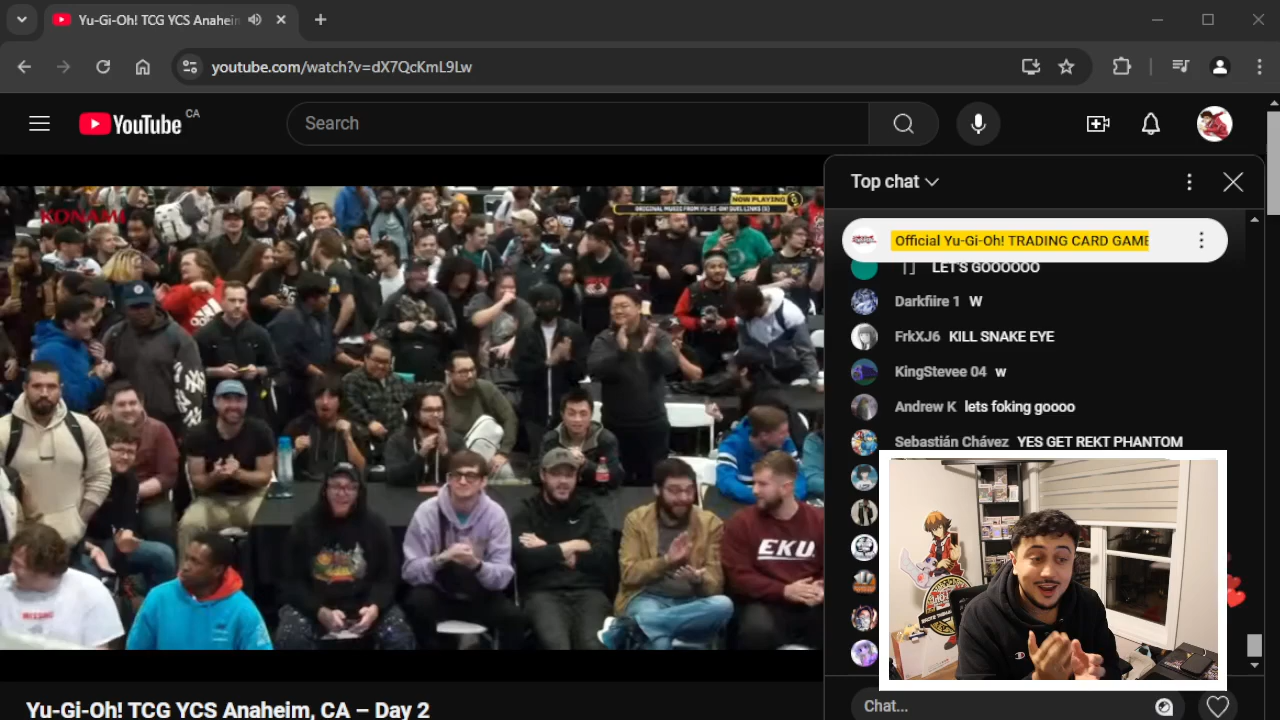 Yu-Gi-Oh! TCG YCS Anaheim
youtube.com/watch?v=dX7QcKmL9Lw
YouTube CA
Search
Top chat
KONAMI
NOW PLAYING
ORIGINAL MUSIC FROM YU-GI-OH! DUEL LINKS (5)
Official Yu-Gi-Oh! TRADING CARD GAME
LET'S GOOOOOO
Darkfiire 1 W
FrkXJ6 KILL SNAKE EYE
KingStevee 04 w
Andrew K lets foking goooo
Sebastián Chávez YES GET REKT PHANTOM
EKU
MISSING
Chat...
Yu-Gi-Oh! TCG YCS Anaheim, CA – Day 2